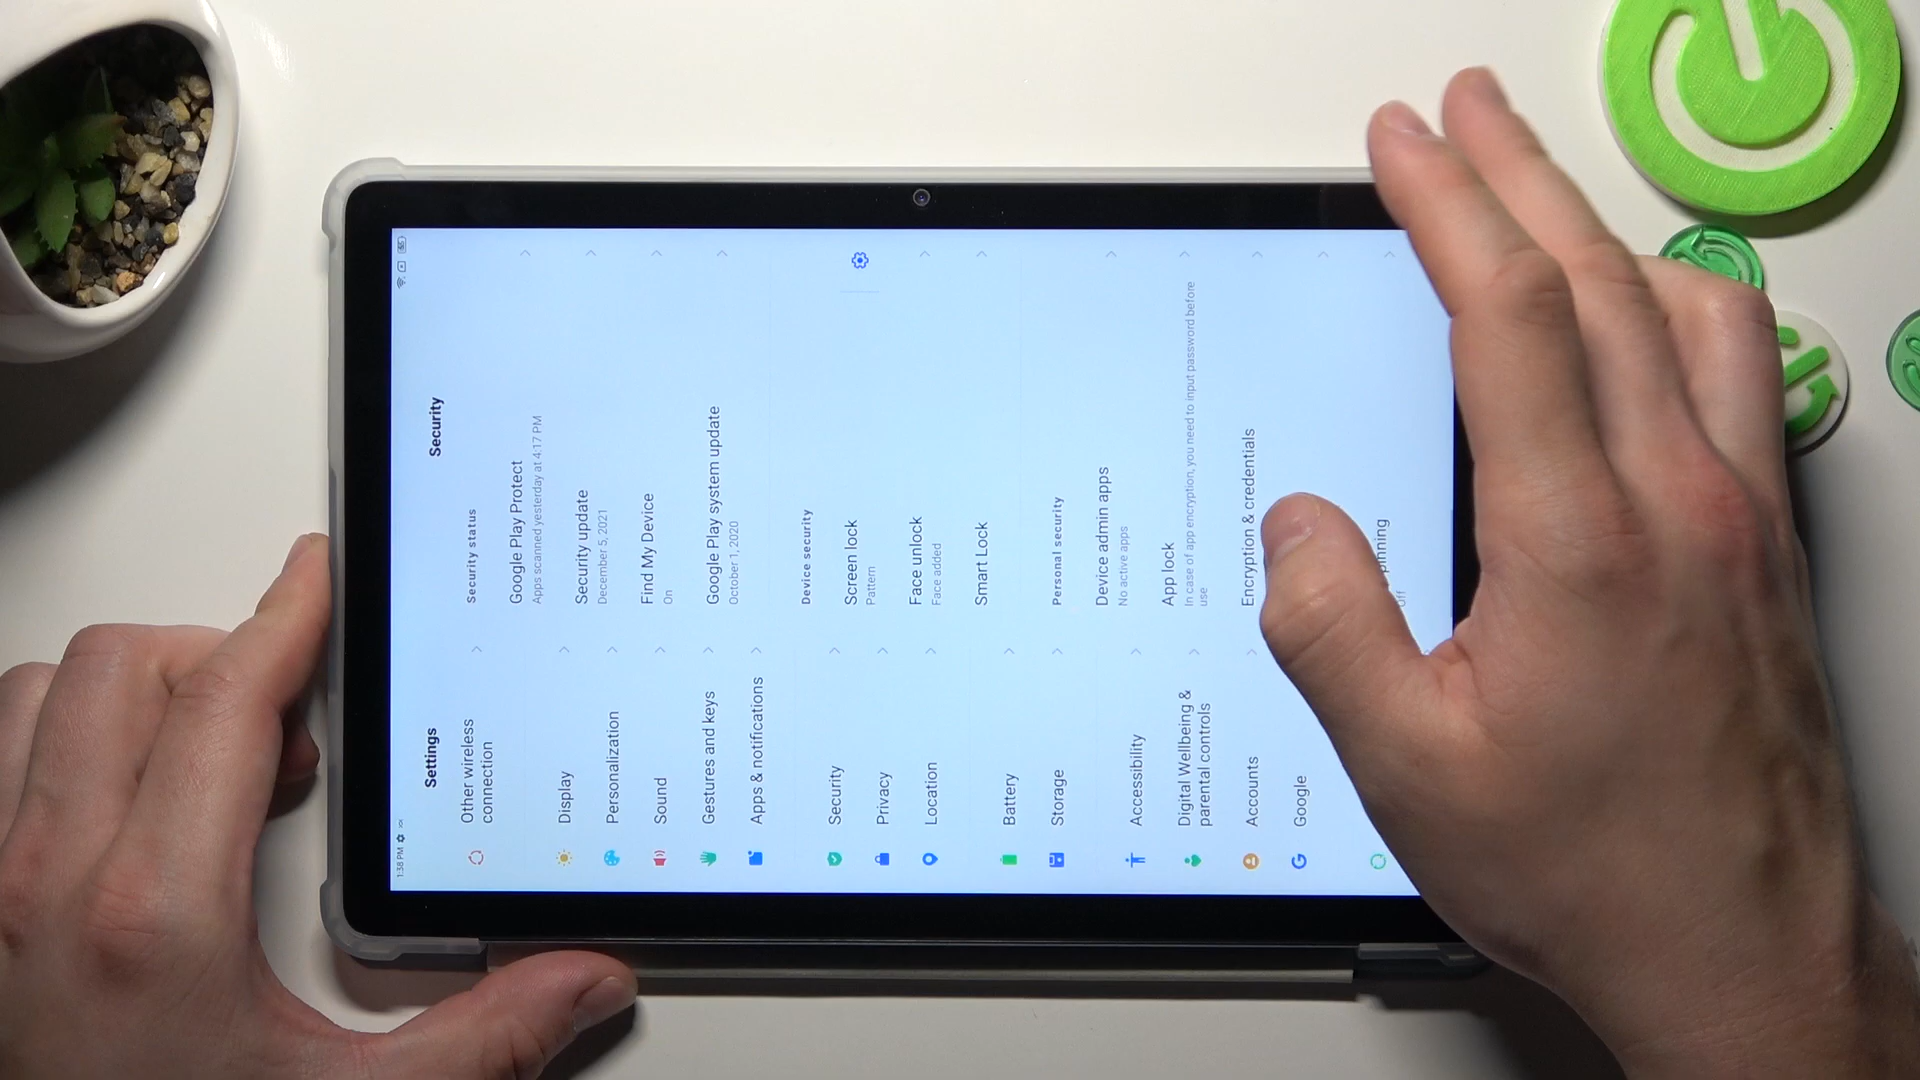 1:38 PM
Settings
Other wireless
connection
Display
Personalization
Sound
Gestures and keys
Apps & notifications
Security
Privacy
Location
Battery
Storage
Accessibility
Digital Wellbeing &
parental controls
Accounts
Google
Security
Security status
Google Play Protect
Apps scanned yesterday at 4:17 PM
Security update
December 5, 2021
Find My Device
On
Google Play system update
October 1, 2020
Device security
Screen lock
Pattern
Face unlock
Face added
Smart Lock
Personal security
Device admin apps
No active apps
App lock
In case of app encryption, you need to input password before
use
Encryption & credentials
Off